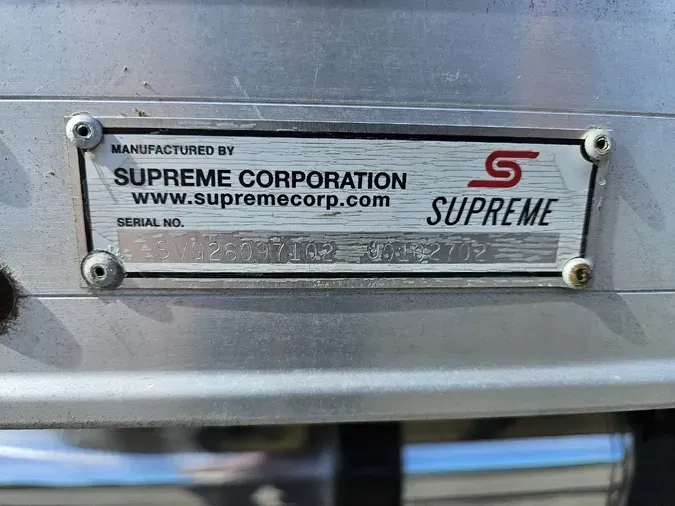 MANUFACTURED BY
SUPREME CORPORATION
www.supremecorp.com
SUPREME
SERIAL NO.